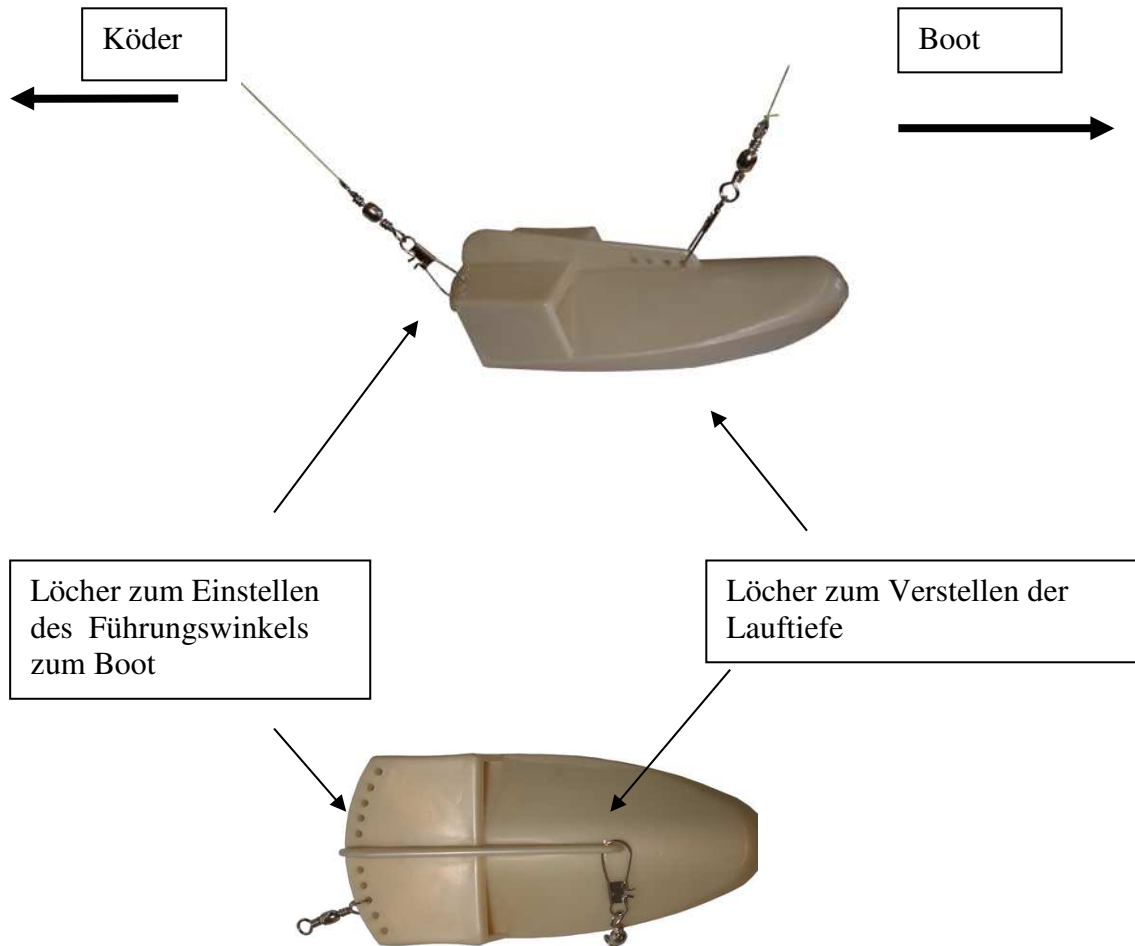 Köder
Boot
Löcher zum Einstellen
des Führungswinkels
zum Boot
Löcher zum Verstellen der
Lauftiefe